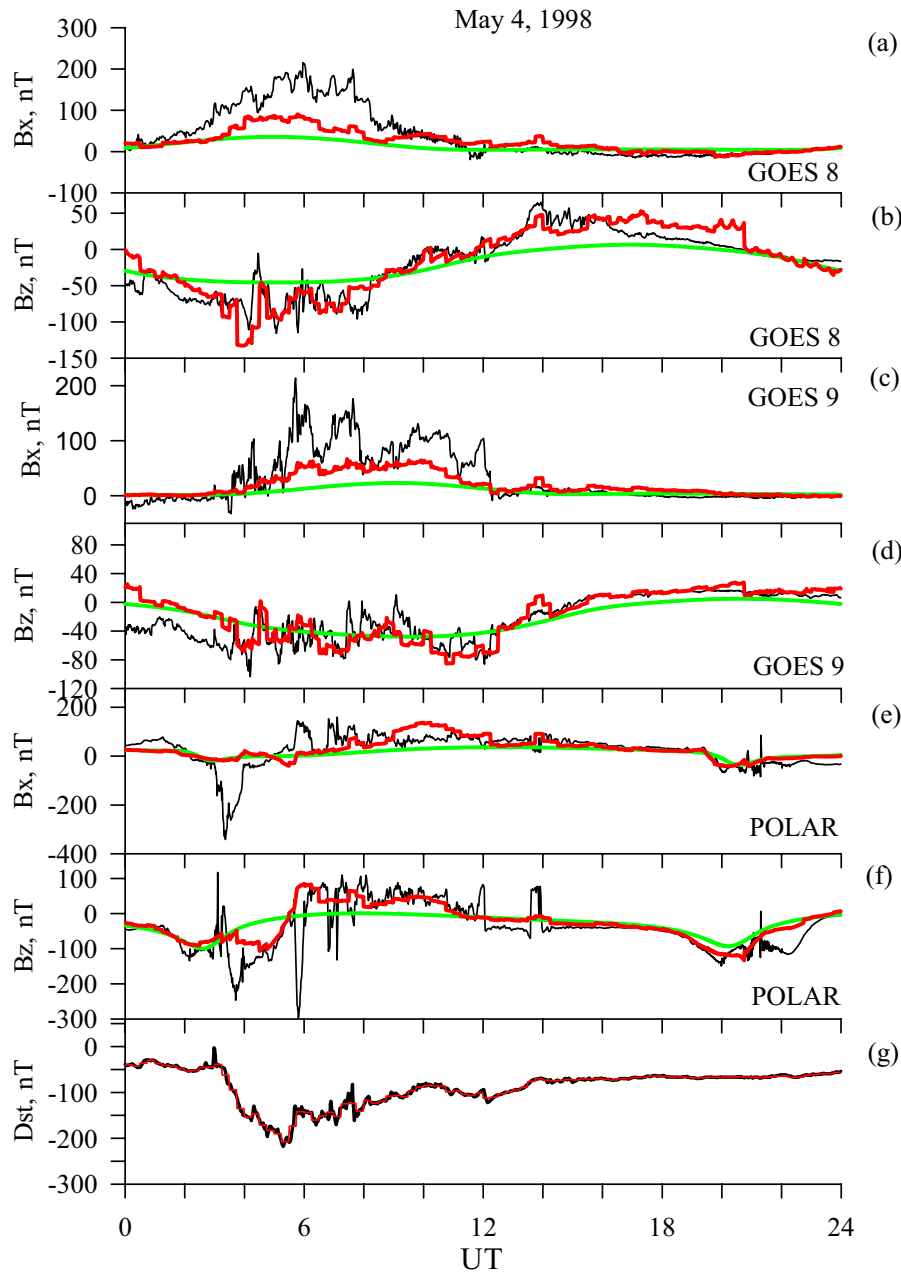 May 4, 1998
(a)
300
200
100
0
-100
Bx, nT
GOES 8
(b)
50
0
-50
-100
-150
Bz, nT
GOES 8
(c)
200
100
0
Bx, nT
GOES 9
(d)
80
40
0
-40
-80
-120
Bz, nT
GOES 9
(e)
200
0
-200
-400
Bx, nT
POLAR
(f)
100
0
-100
-200
-300
Bz, nT
POLAR
(g)
0
-100
-200
-300
Dst, nT
0 6 12 18 24
UT